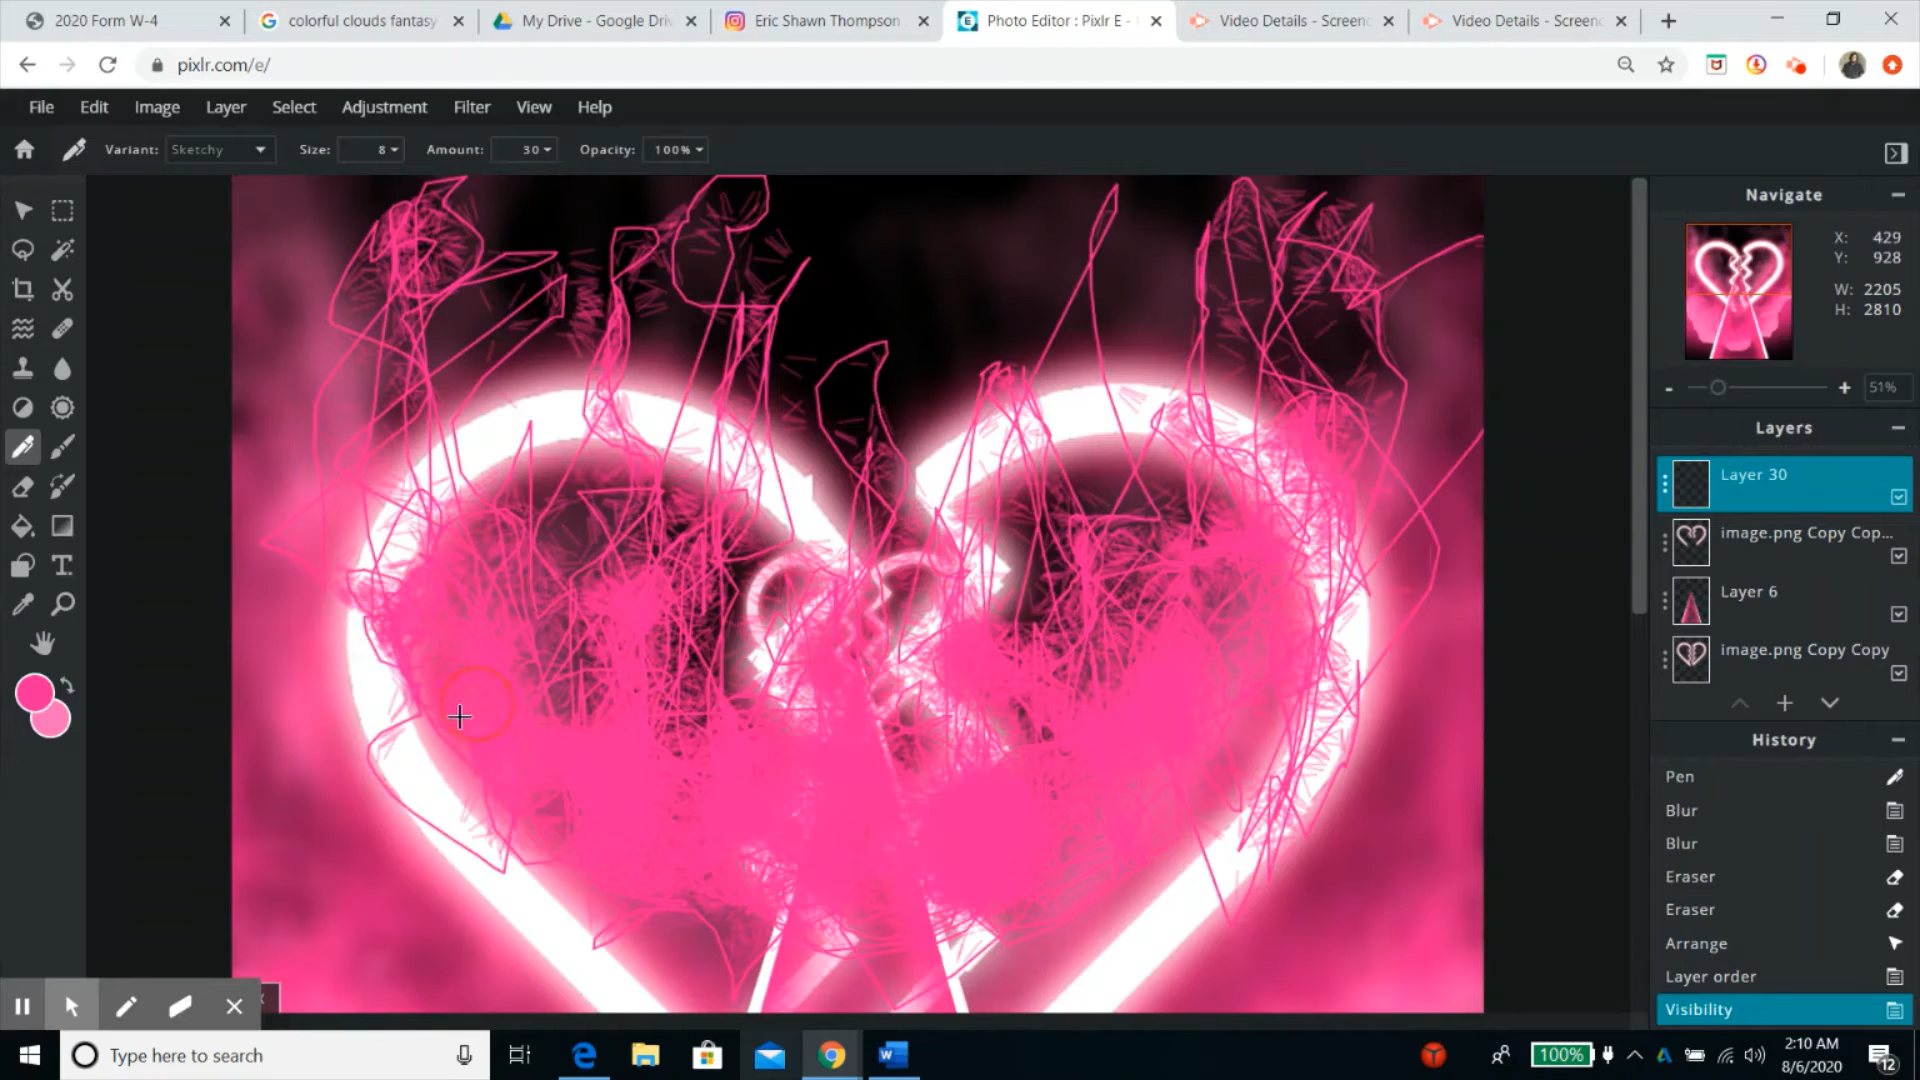 2020 Form W-4
colorful clouds fantasy
My Drive - Google Driv
Eric Shawn Thompson
Photo Editor : Pixlr E -
Video Details - Screenc
Video Details - Screenc
pixlr.com/e/
File Edit Image Layer Select Adjustment Filter View Help
Variant: Sketchy Size: 8 Amount: 30 Opacity: 100%
Navigate
X: 429
Y: 928
W: 2205
H: 2810
51%
Layers
Layer 30
image.png Copy Cop...
Layer 6
image.png Copy Copy
History
Pen
Blur
Blur
Eraser
Eraser
Arrange
Layer order
Visibility
Type here to search
100%
2:10 AM
8/6/2020
12